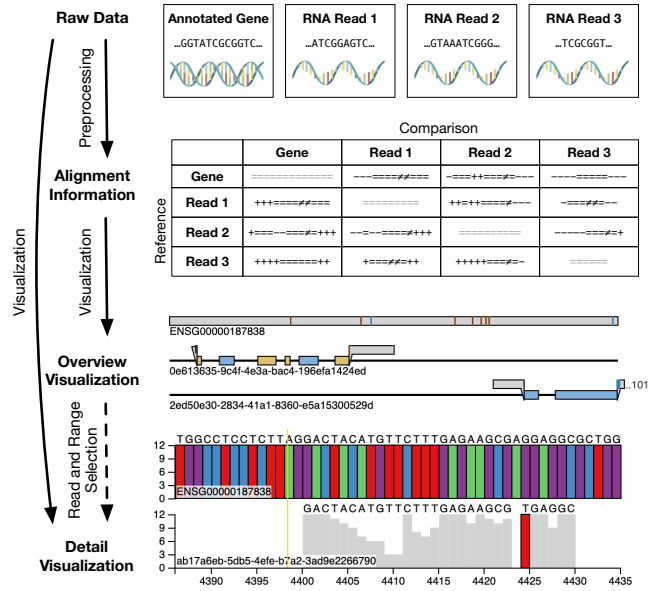 Raw Data
Annotated Gene
RNA Read 1
RNA Read 2
RNA Read 3
...GGTATCGCGGTC...
...ATCGGAGTC...
...GTAAATCGGG...
...TCGCGGT...
Preprocessing
Comparison
Gene
Read 1
Read 2
Read 3
Reference
Gene
=============
---====≠≠===
-===++===≠=---
----=====---
Alignment
Information
Read 1
+++====≠≠===
=========
++=++====≠---
-===≠≠=--
Read 2
+===--===≠=+++
--=--====≠+++
==========
-----===≠=+
Read 3
++++======++
+===≠≠=++
+++++===≠=-
======
Visualization
Visualization
Overview
Visualization
ENSG00000187838
0e613635-9c4f-4e3a-bac4-196efa1424ed
..101
2ed50e30-2834-41a1-8360-e5a15300529d
Read and Range
Selection
TGGCCTCCTCTTAGGACTACATGTTCTTTGAGAAGCGAGGAGGCGCTGG
12
9
6
3
0
ENSG00000187838
GACTACATGTTCTTTGAGAAGCG TGAGGC
12
9
6
3
0
ab17a6eb-5db5-4efe-b7a2-3ad9e2266790
Detail
Visualization
4390 4395 4400 4405 4410 4415 4420 4425 4430 4435